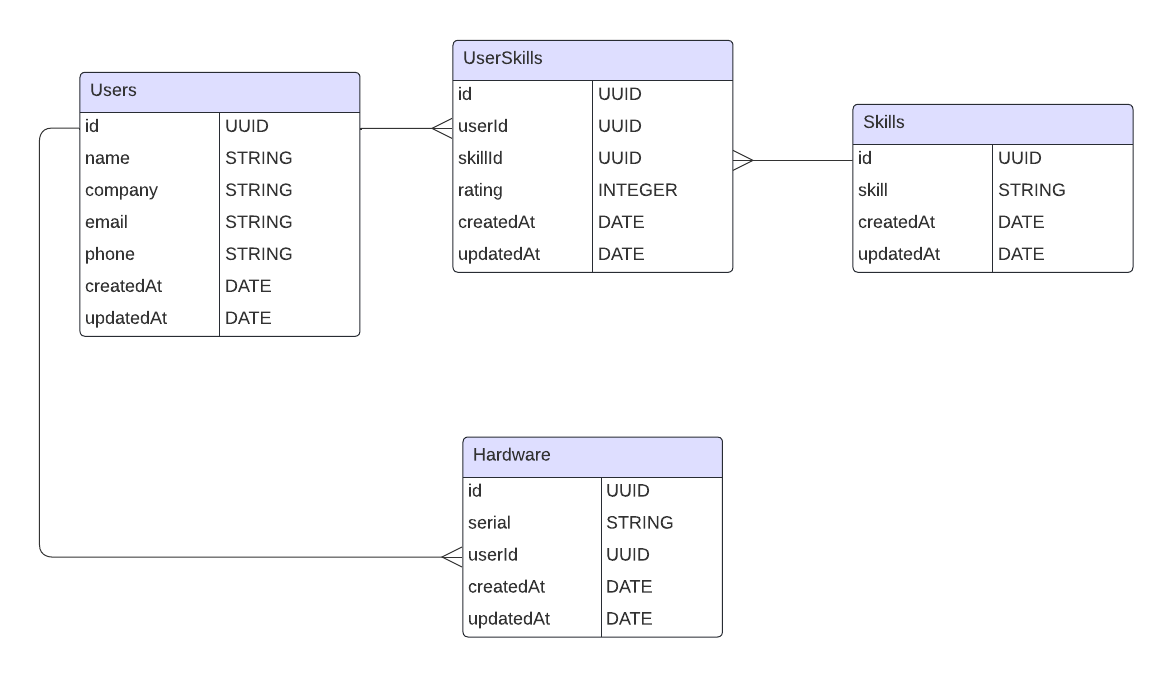 Users
id UUID
name STRING
company STRING
email STRING
phone STRING
createdAt DATE
updatedAt DATE
UserSkills
id UUID
userId UUID
skillId UUID
rating INTEGER
createdAt DATE
updatedAt DATE
Skills
id UUID
skill STRING
createdAt DATE
updatedAt DATE
Hardware
id UUID
serial STRING
userId UUID
createdAt DATE
updatedAt DATE